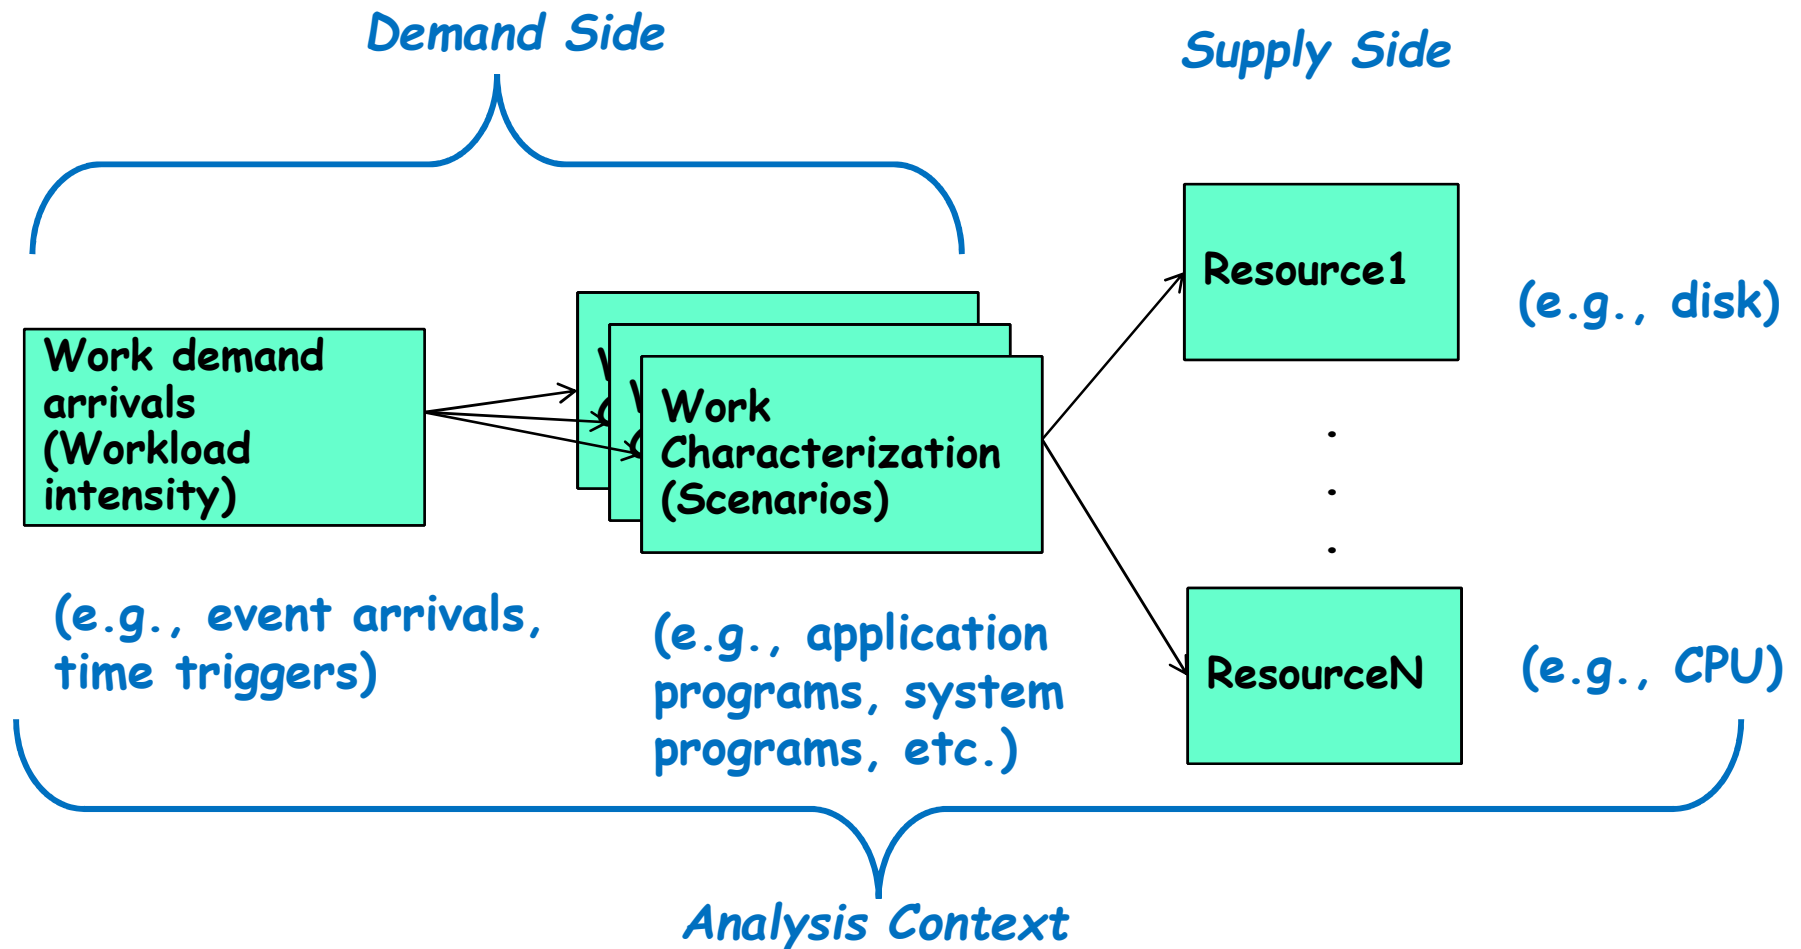 Demand Side
Supply Side
Resource1
(e.g., disk)
Work demand
arrivals
(Workload
intensity)
Work
Characterization
(Scenarios)
.
.
.
(e.g., event arrivals,
time triggers)
(e.g., application
programs, system
programs, etc.)
ResourceN
(e.g., CPU)
Analysis Context